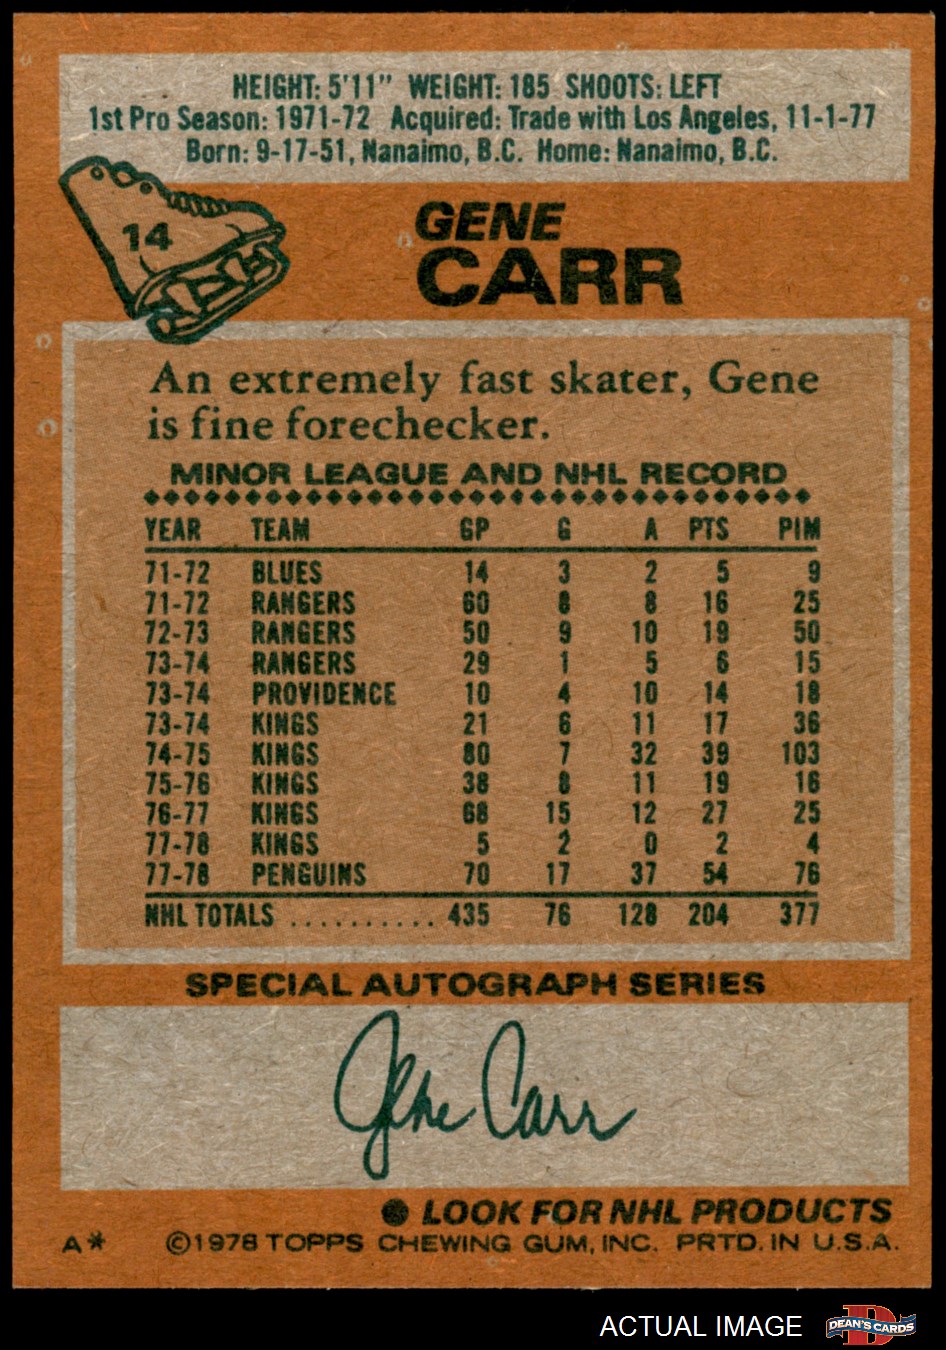 HEIGHT: 5'11" WEIGHT: 185 SHOOTS: LEFT
1st Pro Season: 1971-72 Acquired: Trade with Los Angeles, 11-1-77
Born: 9-17-51, Nanaimo, B.C. Home: Nanaimo, B.C.
14
GENE
CARR
An extremely fast skater, Gene
is fine forechecker.
MINOR LEAGUE AND NHL RECORD
YEAR TEAM GP G A PTS PIM
71-72 BLUES 14 3 2 5 9
71-72 RANGERS 60 8 8 16 25
72-73 RANGERS 50 9 10 19 50
73-74 RANGERS 29 1 5 6 15
73-74 PROVIDENCE 10 4 10 14 18
73-74 KINGS 21 6 11 17 36
74-75 KINGS 80 7 32 39 103
75-76 KINGS 38 8 11 19 16
76-77 KINGS 68 15 12 27 25
77-78 KINGS 5 2 0 2 4
77-78 PENGUINS 70 17 37 54 76
NHL TOTALS .......... 435 76 128 204 377
SPECIAL AUTOGRAPH SERIES
Gene Carr
● LOOK FOR NHL PRODUCTS
A* ©1978 TOPPS CHEWING GUM, INC. PRTD. IN U.S.A.
ACTUAL IMAGE DEAN'S CARDS